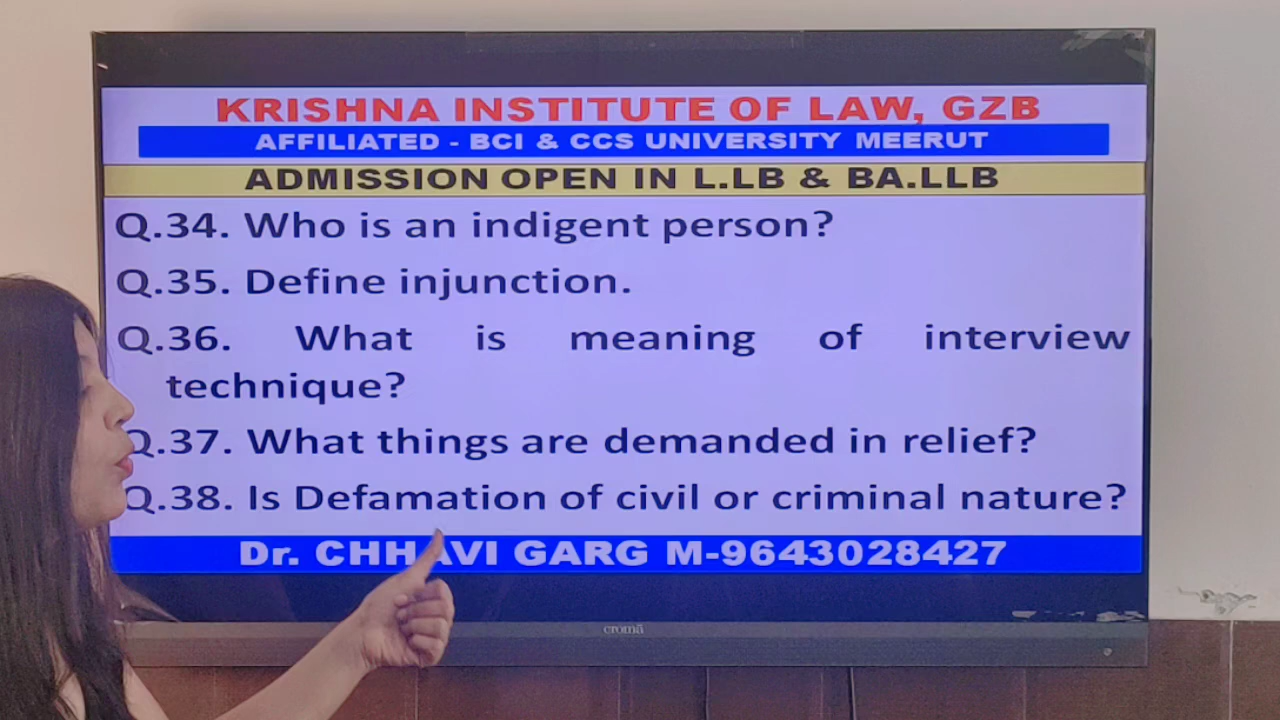 KRISHNA INSTITUTE OF LAW, GZB
AFFILIATED - BCI & CCS UNIVERSITY MEERUT
ADMISSION OPEN IN L.LB & BA.LLB
Q.34. Who is an indigent person?
Q.35. Define injunction.
Q.36. What is meaning of interview
technique?
Q.37. What things are demanded in relief?
Q.38. Is Defamation of civil or criminal nature?
Dr. CHHAVI GARG M-9643028427
cromā